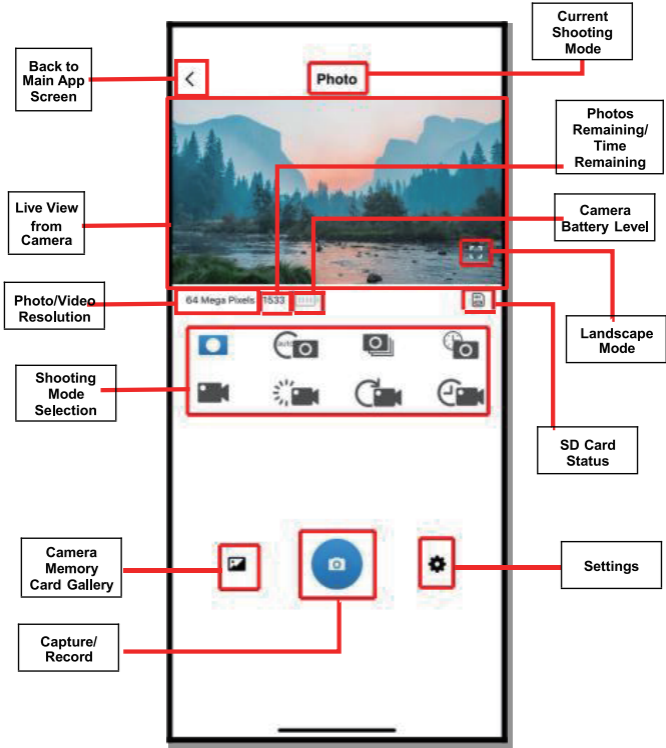 Current
Shooting
Mode
Back to
Main App
Screen
Photo
Photos
Remaining/
Time
Remaining
Live View
from
Camera
Camera
Battery Level
Photo/Video
Resolution
64 Mega Pixels
1533
Landscape
Mode
AUTO
Shooting
Mode
Selection
SD Card
Status
Camera
Memory
Card Gallery
Settings
Capture/
Record